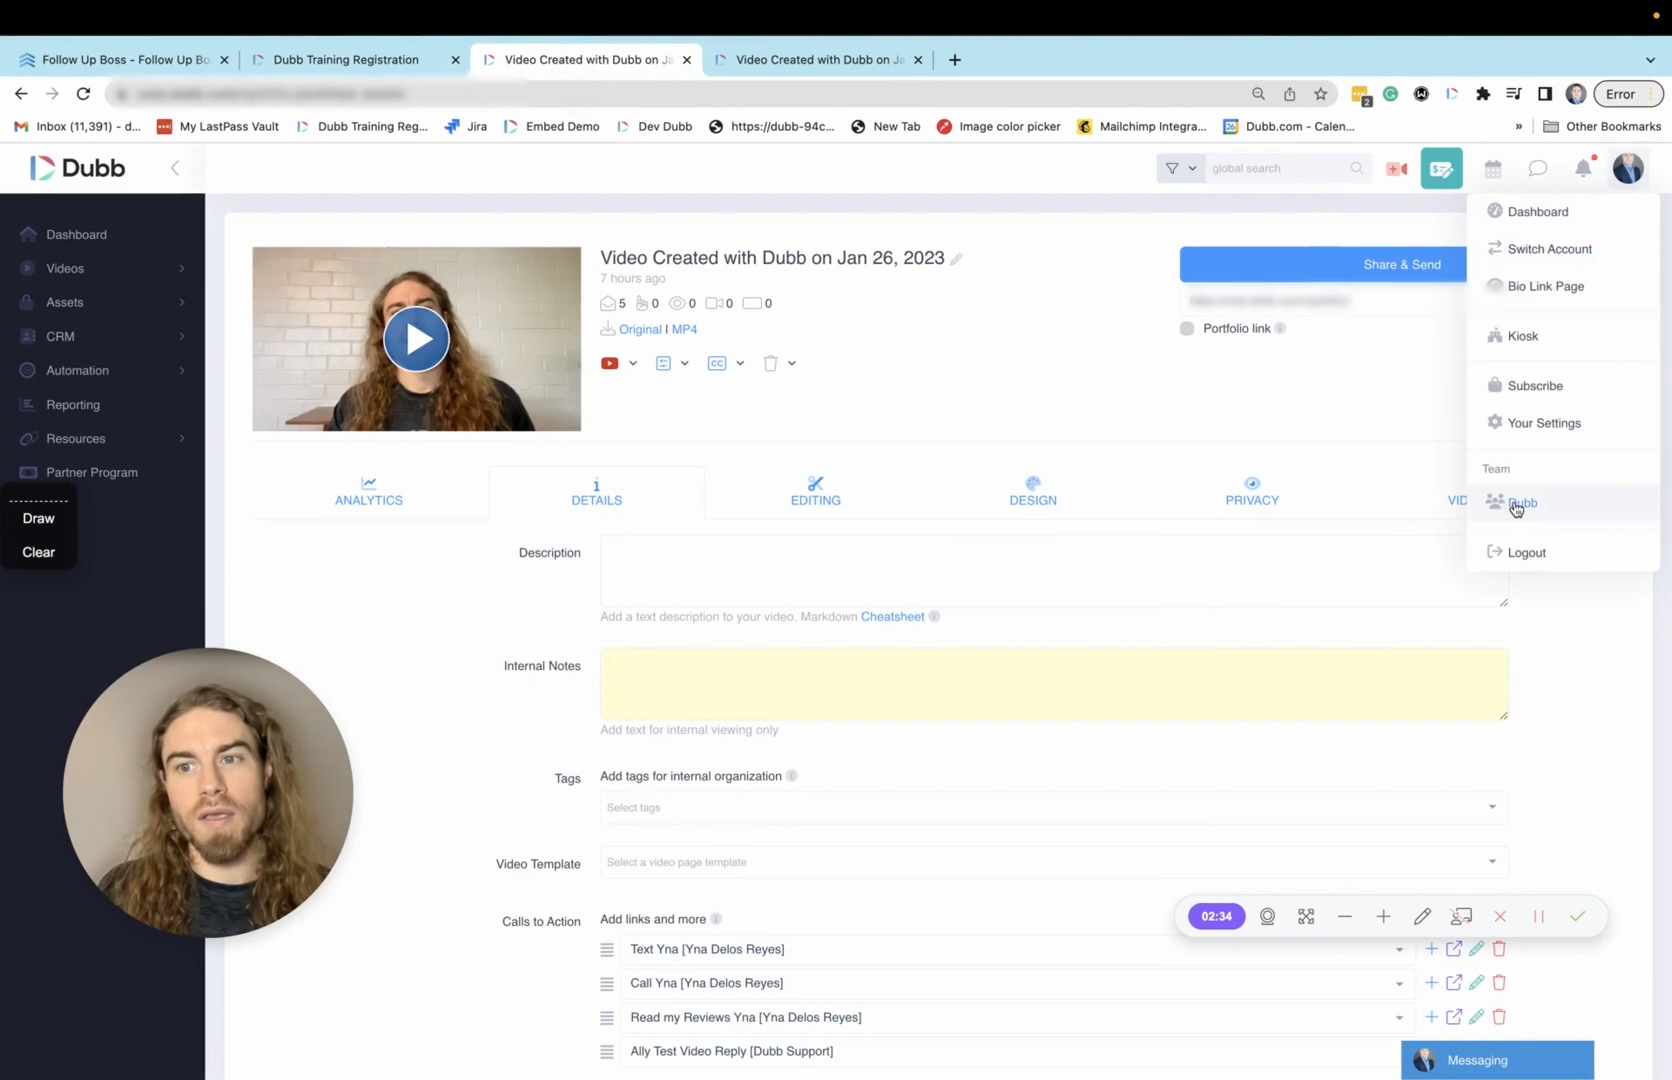 Follow Up Boss - Follow Up Bo
Dubb Training Registration
Video Created with Dubb on Ja
Video Created with Dubb on Ja
2
Error
Inbox (11,391) - d...
My LastPass Vault
Dubb Training Reg...
Jira
Embed Demo
Dev Dubb
https://dubb-94c...
New Tab
Image color picker
Mailchimp Integra...
26
Dubb.com - Calen...
»
Other Bookmarks
Dubb
global search
Dashboard
Videos
Assets
CRM
Automation
Reporting
Resources
Partner Program
Draw
Clear
Video Created with Dubb on Jan 26, 2023
7 hours ago
5 0 0 0 0
Original | MP4
CC
Share & Send
Portfolio link
Dashboard
Switch Account
Bio Link Page
Kiosk
Subscribe
Your Settings
Team
Dubb
Logout
ANALYTICS
DETAILS
EDITING
DESIGN
PRIVACY
VID
Description
Add a text description to your video. Markdown Cheatsheet
Internal Notes
Add text for internal viewing only
Tags
Add tags for internal organization
Select tags
Video Template
Select a video page template
Calls to Action
Add links and more
02:34
Text Yna [Yna Delos Reyes]
Call Yna [Yna Delos Reyes]
Read my Reviews Yna [Yna Delos Reyes]
Ally Test Video Reply [Dubb Support]
Messaging